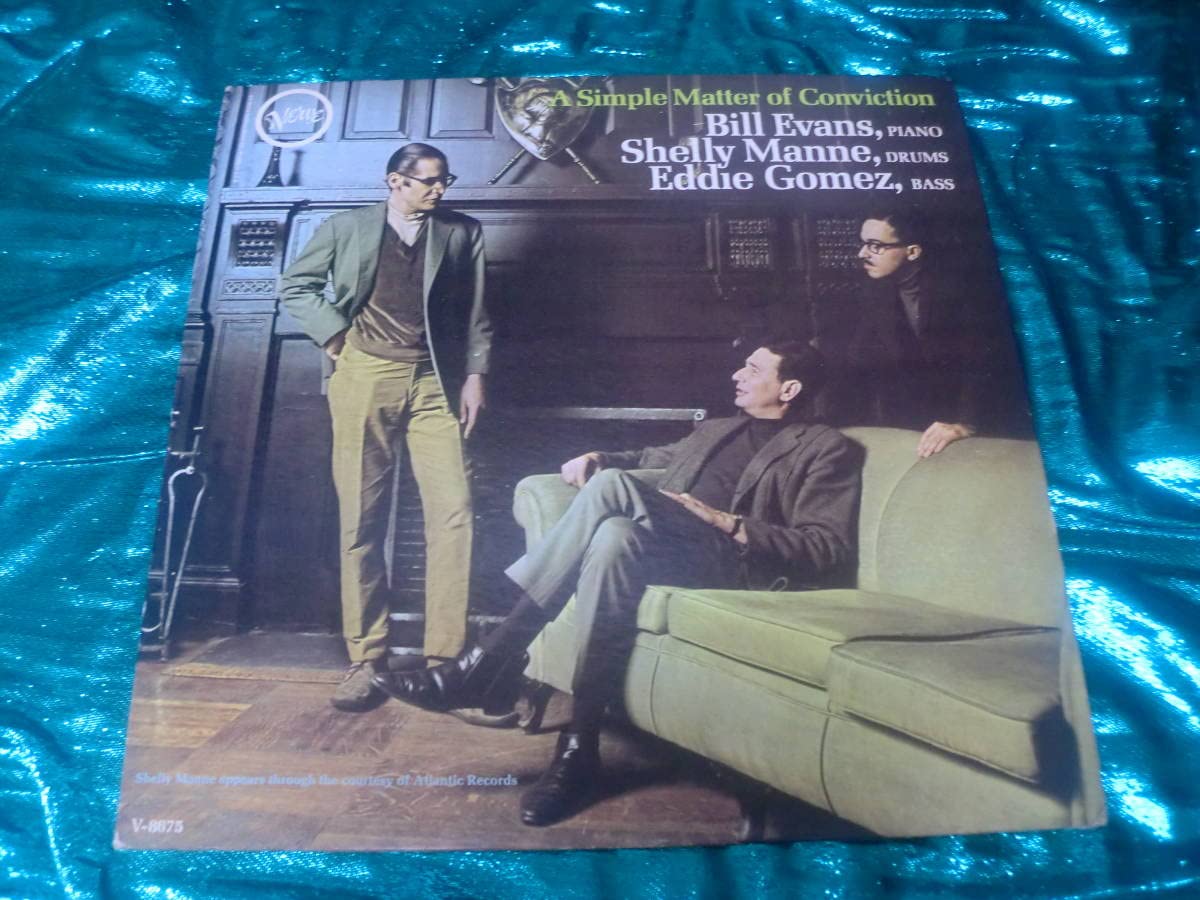 Verve
A Simple Matter of Conviction
Bill Evans, PIANO
Shelly Manne, DRUMS
Eddie Gomez, BASS
Shelly Manne appears through the courtesy of Atlantic Records
V-8675